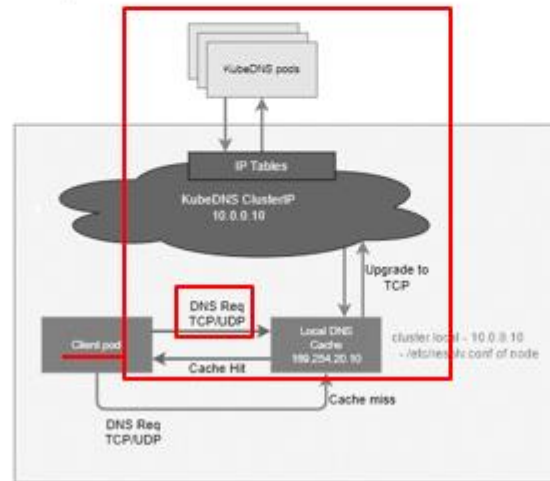 KubeDNS pods
IP Tables
KubeDNS ClusterIP
10.0.0.10
Upgrade to
TCP
DNS Req
TCP/UDP
Client pod
Local DNS
Cache
169.254.20.10
cluster.local - 10.0.0.10
- /etc/resolv.conf of node
Cache Hit
Cache miss
DNS Req
TCP/UDP